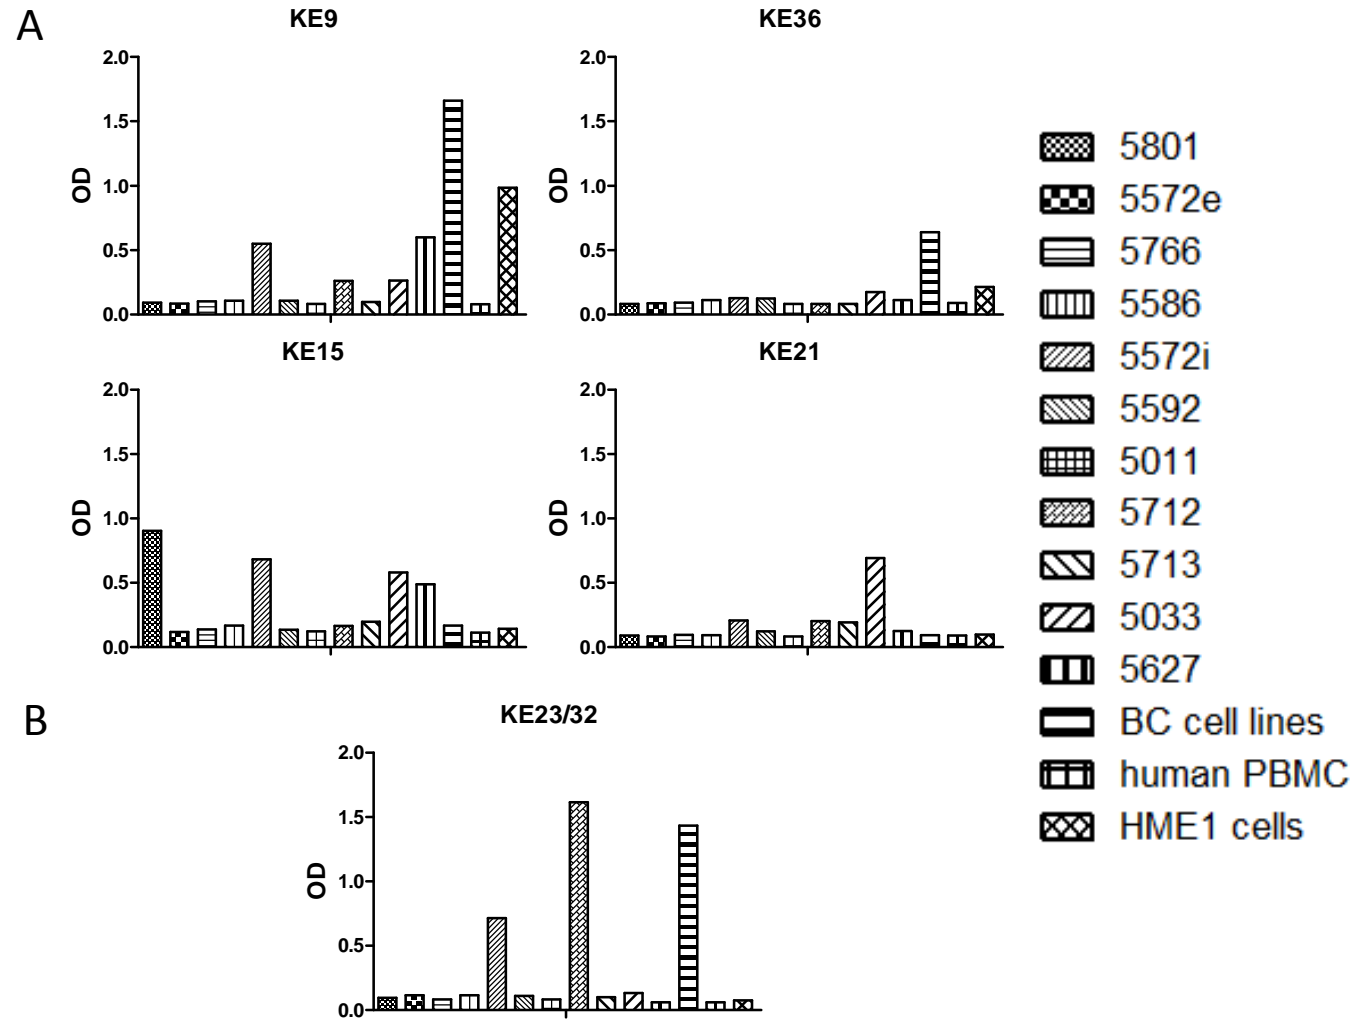 A
KE9
2.0
1.5
1.0
0.5
0.0
OD
KE36
2.0
1.5
1.0
0.5
0.0
OD
KE15
2.0
1.5
1.0
0.5
0.0
OD
KE21
2.0
1.5
1.0
0.5
0.0
OD
B
KE23/32
2.0
1.5
1.0
0.5
0.0
OD
5801
5572e
5766
5586
5572i
5592
5011
5712
5713
5033
5627
BC cell lines
human PBMC
HME1 cells